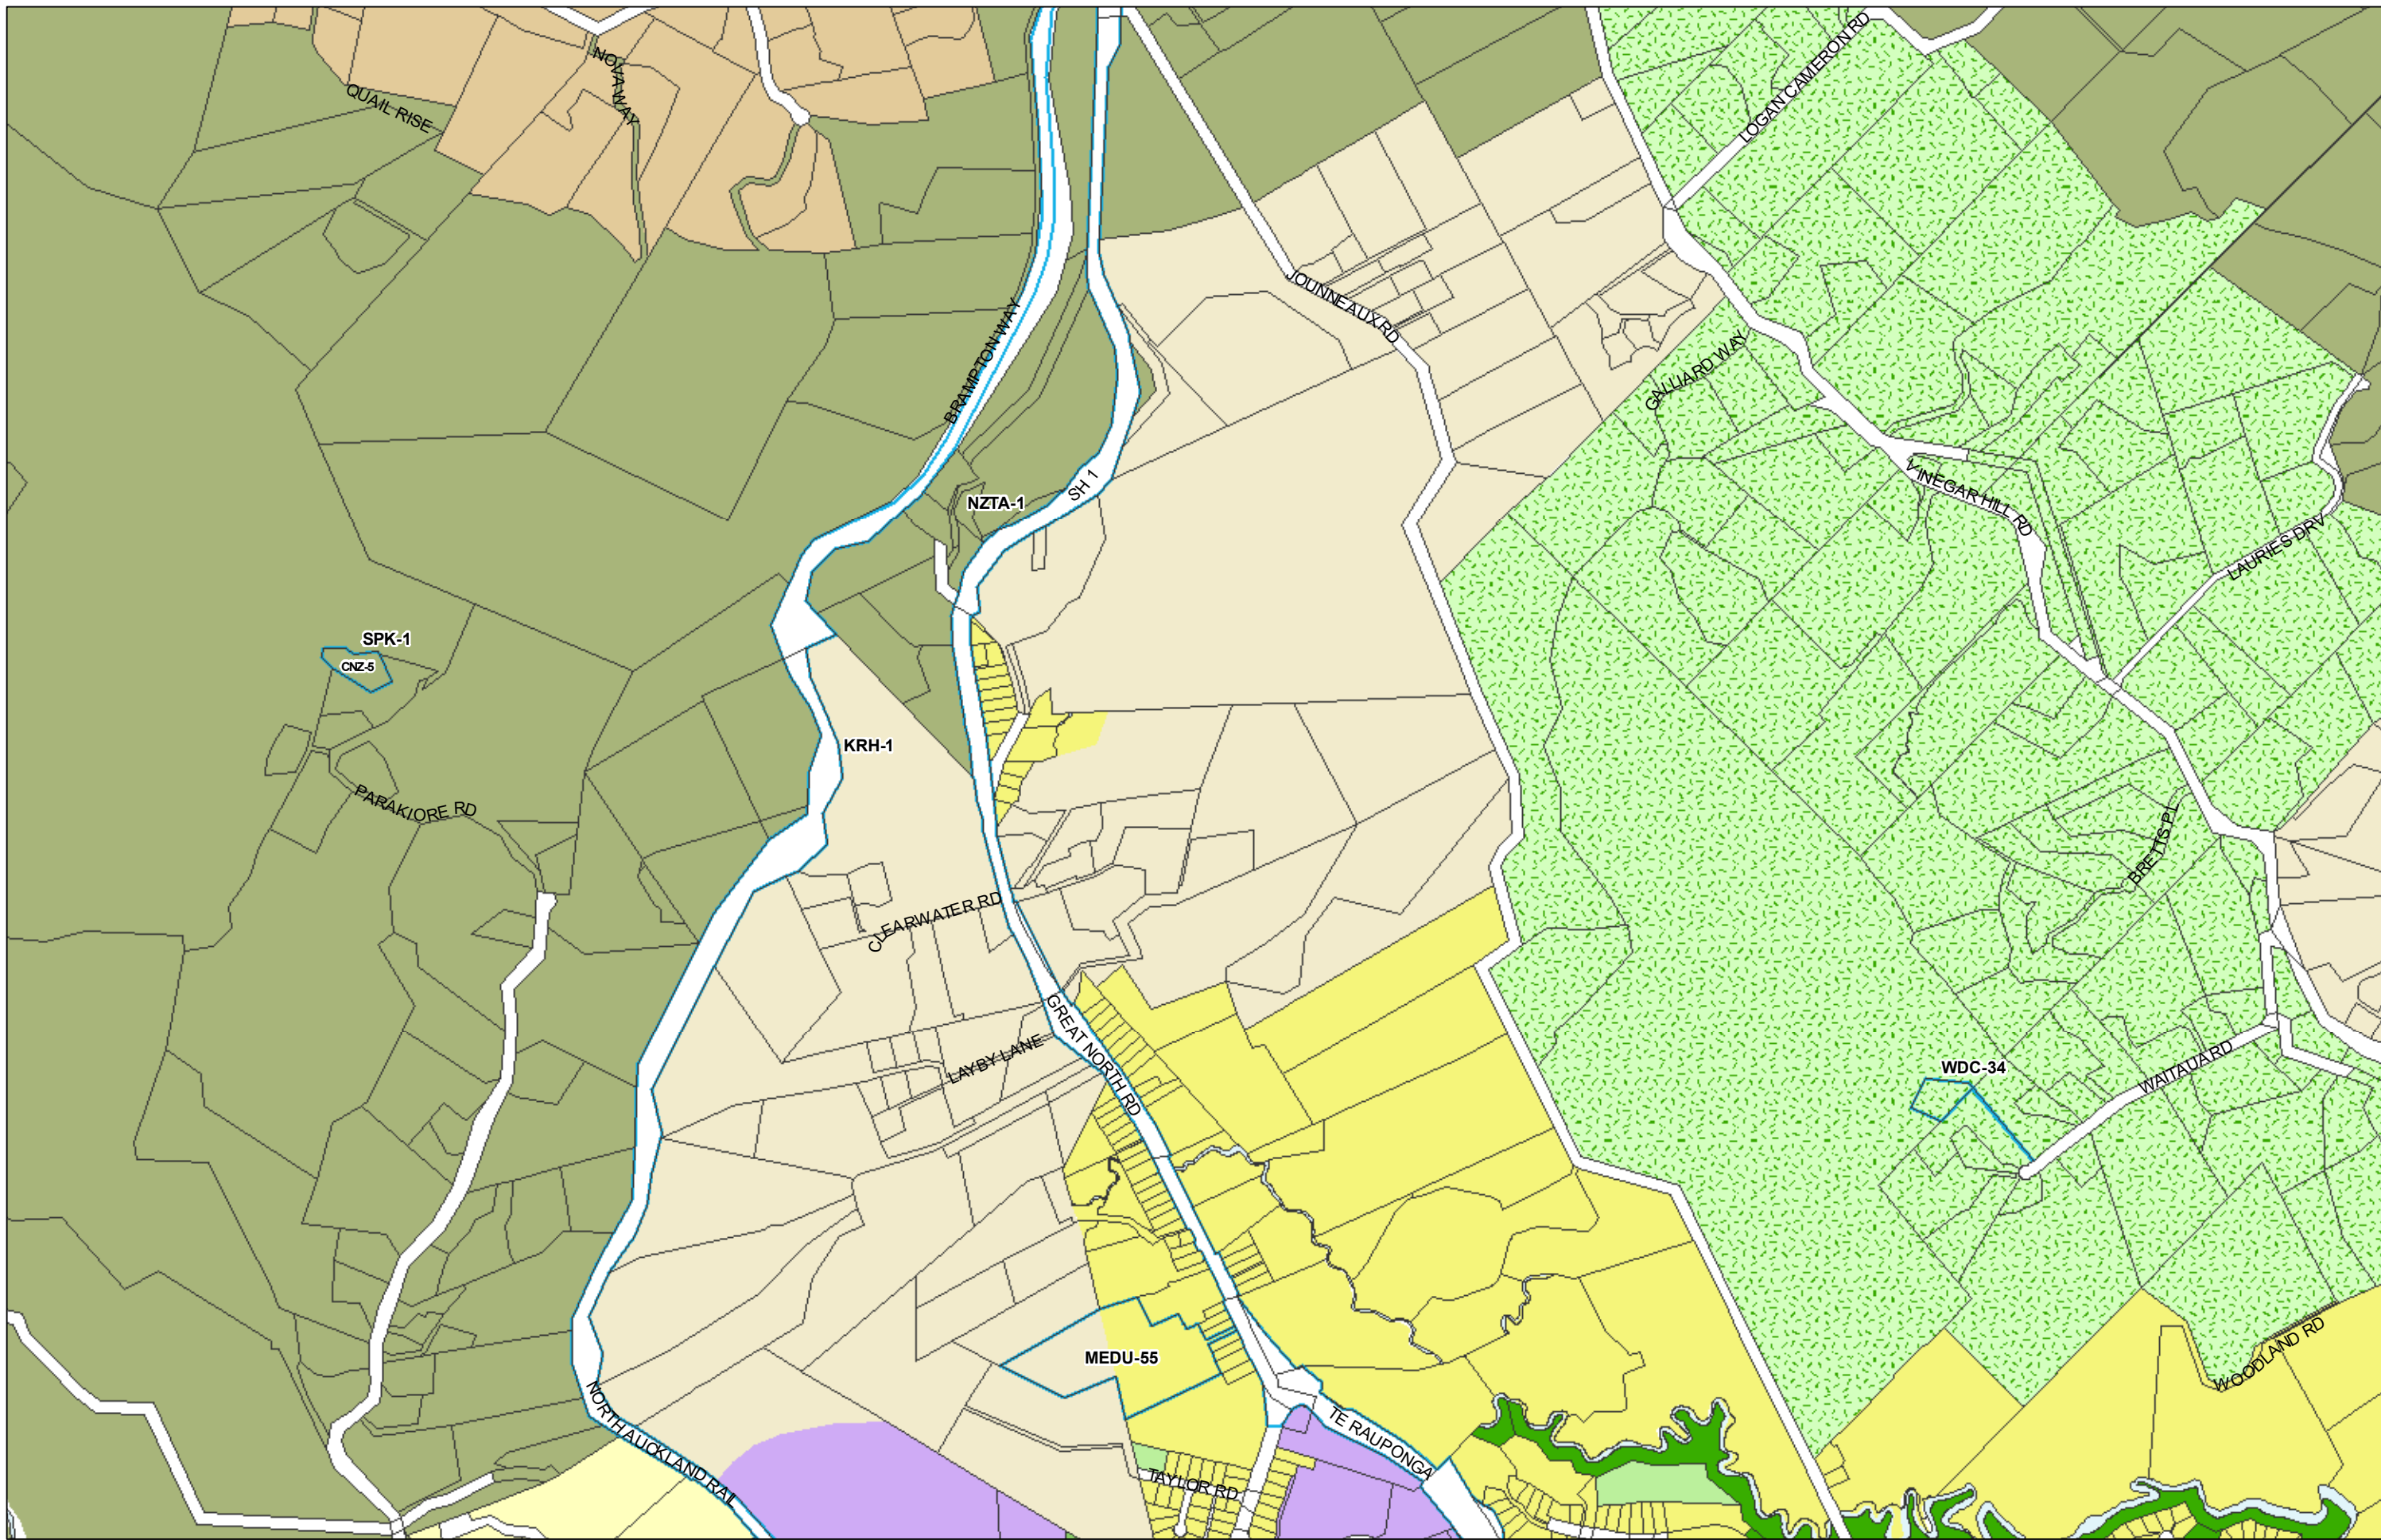 LOGAN CAMERON RD
NOVA WAY
QUAIL RISE
JOUNNEAUX RD
BRAMPTON WAY
GALLIARD WAY
VINEGAR HILL RD
SH 1
NZTA-1
LAURIES DRV
SPK-1
CNZ-5
KRH-1
PARAKIORE RD
BRETTS PL
CLEARWATER RD
GREAT NORTH RD
LAYBY LANE
WAITAUA RD
WDC-34
MEDU-55
WOODLAND RD
NORTH AUCKLAND RAIL
TE RAUPONGA
TAYLOR RD